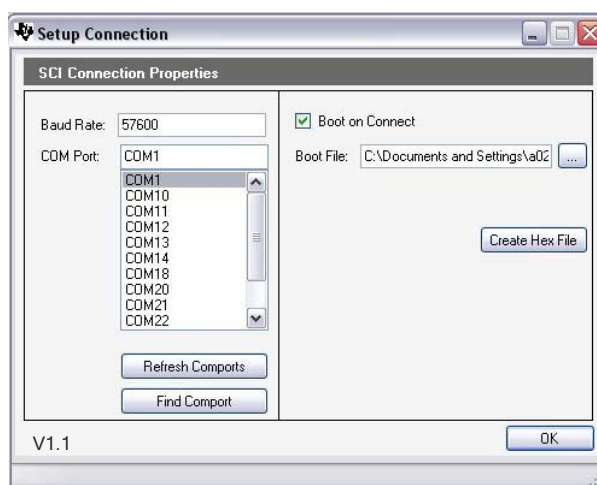 Setup Connection
SCI Connection Properties
Baud Rate: 57600
COM Port: COM1
COM1
COM10
COM11
COM12
COM13
COM14
COM18
COM20
COM21
COM22
Refresh Comports
Find Comport
Boot on Connect
Boot File: C:\Documents and Settings\a02 ...
Create Hex File
V1.1
OK